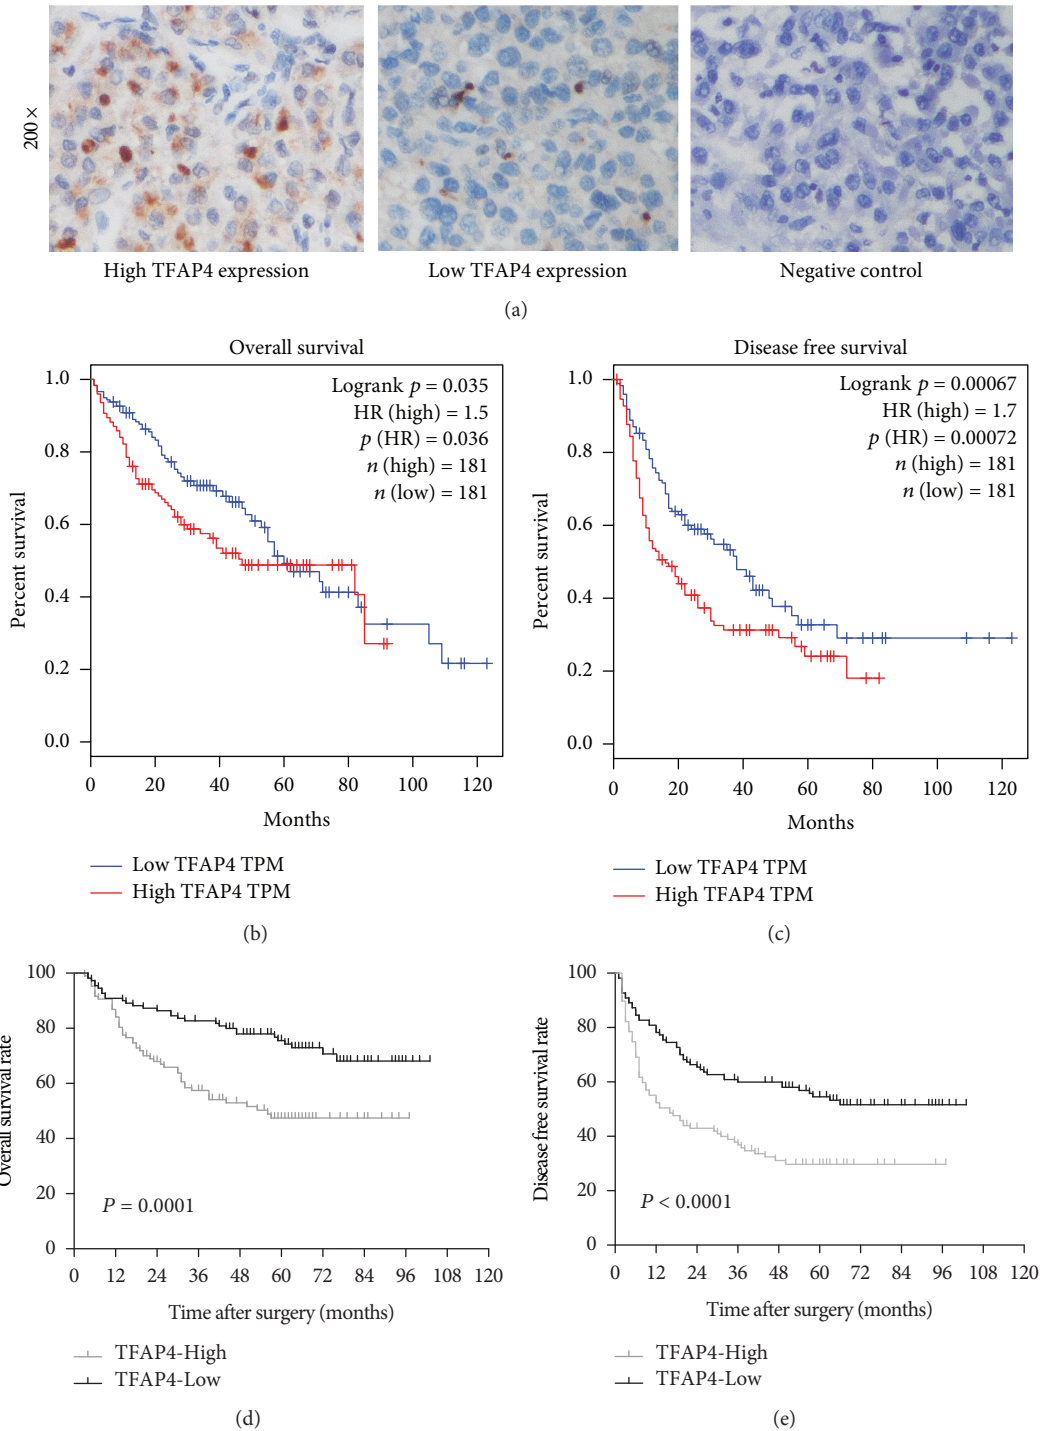 200 ×
High TFAP4 expression
Low TFAP4 expression
Negative control
(a)
Overall survival
Percent survival
1.0
0.8
0.6
0.4
0.2
0.0
Logrank p = 0.035
HR (high) = 1.5
p (HR) = 0.036
n (high) = 181
n (low) = 181
0 20 40 60 80 100 120
Months
Low TFAP4 TPM
High TFAP4 TPM
(b)
Disease free survival
Percent survival
1.0
0.8
0.6
0.4
0.2
0.0
Logrank p = 0.00067
HR (high) = 1.7
p (HR) = 0.00072
n (high) = 181
n (low) = 181
0 20 40 60 80 100 120
Months
Low TFAP4 TPM
High TFAP4 TPM
(c)
Overall survival rate
100
80
60
40
20
0
P = 0.0001
0 12 24 36 48 60 72 84 96 108 120
Time after surgery (months)
TFAP4-High
TFAP4-Low
(d)
Disease free survival rate
100
80
60
40
20
0
P < 0.0001
0 12 24 36 48 60 72 84 96 108 120
Time after surgery (months)
TFAP4-High
TFAP4-Low
(e)